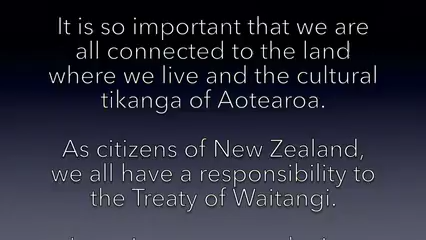 It is so important that we are
all connected to the land
where we live and the cultural
tikanga of Aotearoa.
As citizens of New Zealand,
we all have a responsibility to
the Treaty of Waitangi.